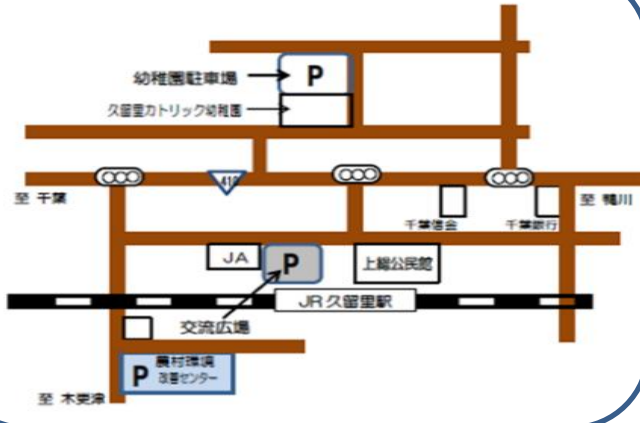 幼稚園駐車場
P
久留里カトリック幼稚園
410
至 千葉
至 鴨川
千葉信金
千葉銀行
JA
P
上総公民館
JR久留里駅
交流広場
P
農村環境
改善センター
至 木更津